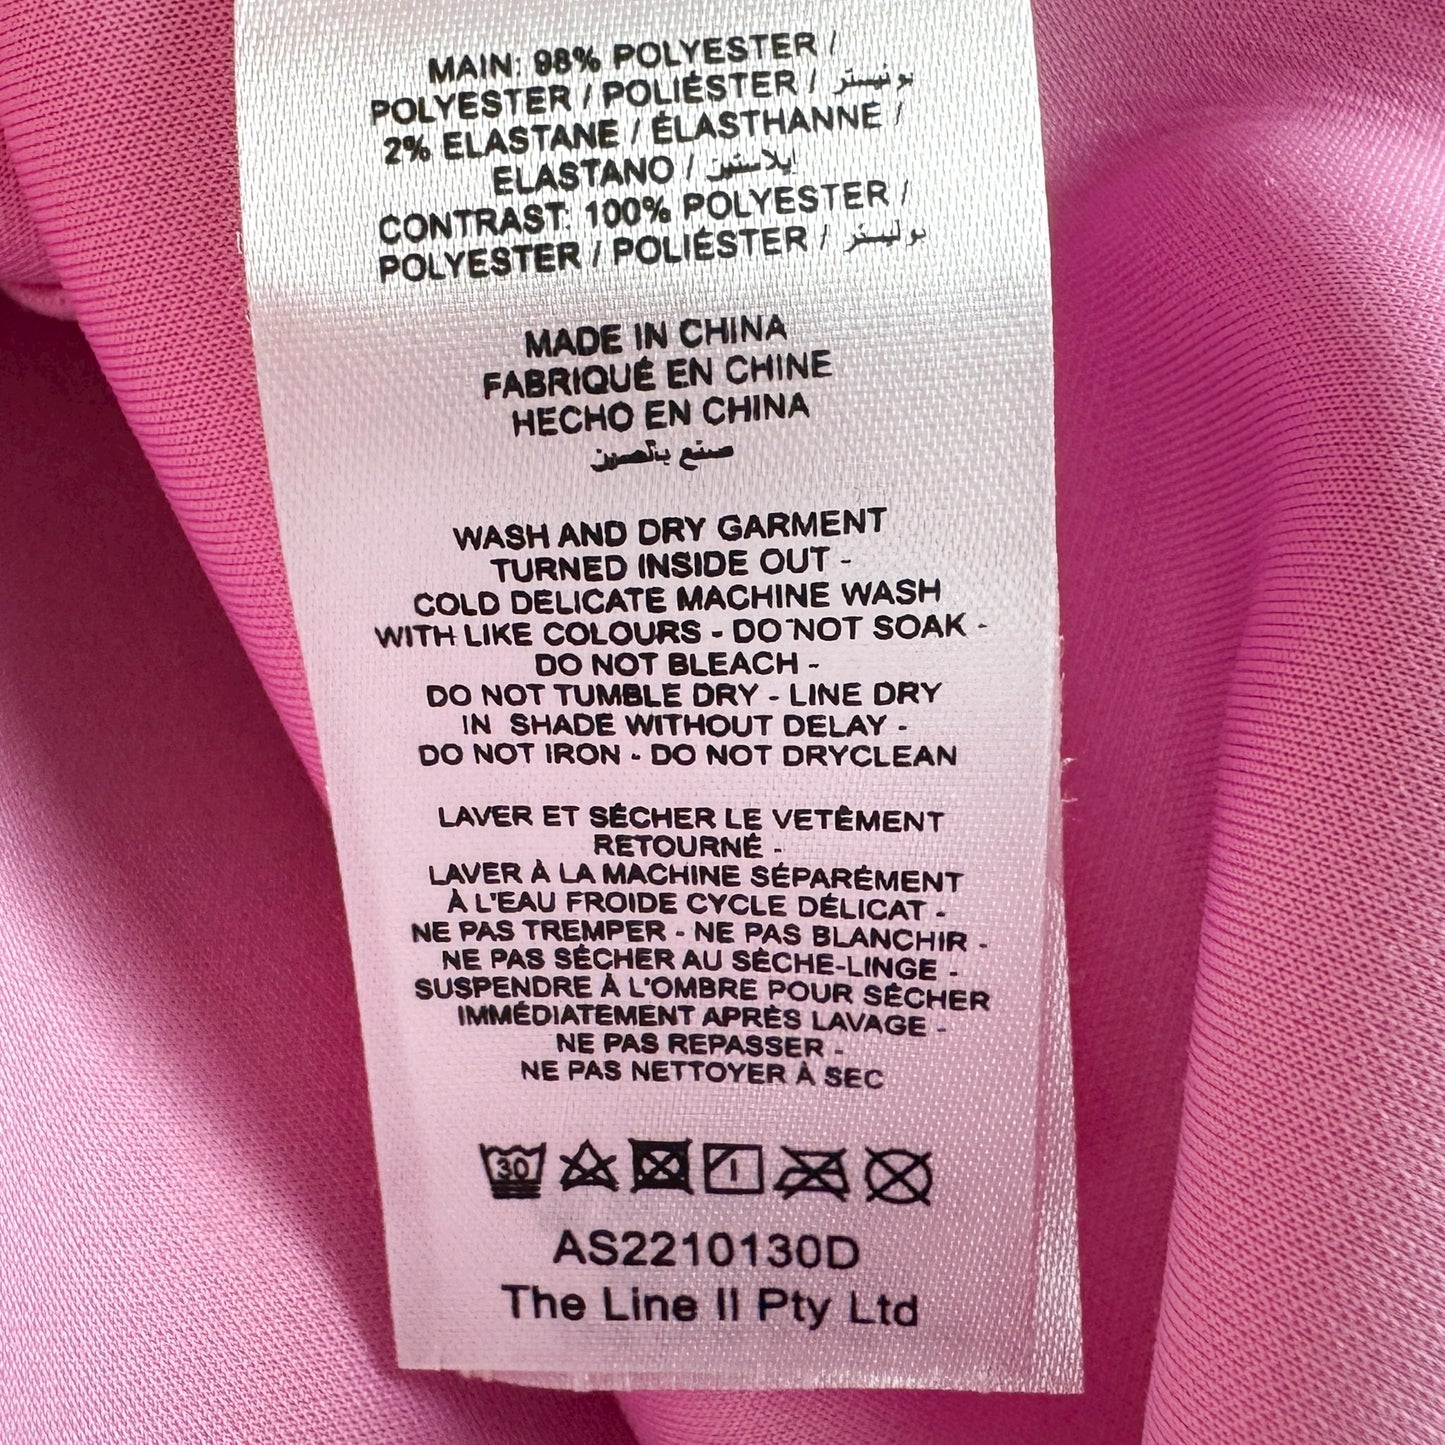 MAIN: 98% POLYESTER /
POLYESTER / POLIÉSTER / بوليستر
2% ELASTANE / ÉLASTHANNE /
ELASTANO / ايلاستين
CONTRAST: 100% POLYESTER /
POLYESTER / POLIÉSTER / بوليستر
MADE IN CHINA
FABRIQUÉ EN CHINE
HECHO EN CHINA
صنع بالصين
WASH AND DRY GARMENT
TURNED INSIDE OUT -
COLD DELICATE MACHINE WASH
WITH LIKE COLOURS - DO NOT SOAK -
DO NOT BLEACH -
DO NOT TUMBLE DRY - LINE DRY
IN SHADE WITHOUT DELAY -
DO NOT IRON - DO NOT DRYCLEAN
LAVER ET SÉCHER LE VETÊMENT
RETOURNÉ -
LAVER À LA MACHINE SÉPARÉMENT
À L'EAU FROIDE CYCLE DÉLICAT -
NE PAS TREMPER - NE PAS BLANCHIR -
NE PAS SÉCHER AU SÈCHE-LINGE -
SUSPENDRE À L'OMBRE POUR SÉCHER
IMMÉDIATEMENT APRÈS LAVAGE -
NE PAS REPASSER -
NE PAS NETTOYER À SEC
30
AS2210130D
The Line II Pty Ltd